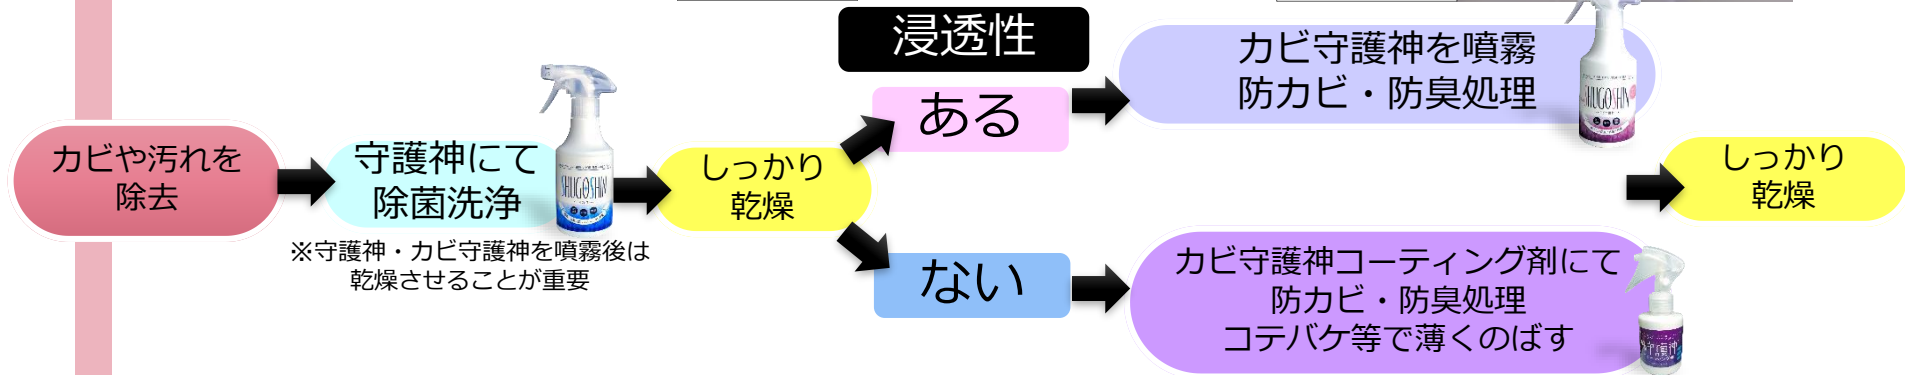 浸透性
カビ守護神を噴霧
防カビ・防臭処理
ある
カビや汚れを
除去
守護神にて
除菌洗浄
SHUGOSHIN
しっかり
乾燥
SHUGOSHIN
しっかり
乾燥
※守護神・カビ守護神を噴霧後は
乾燥させることが重要
ない
カビ守護神コーティング剤にて
防カビ・防臭処理
コテバケ等で薄くのばす
守護神